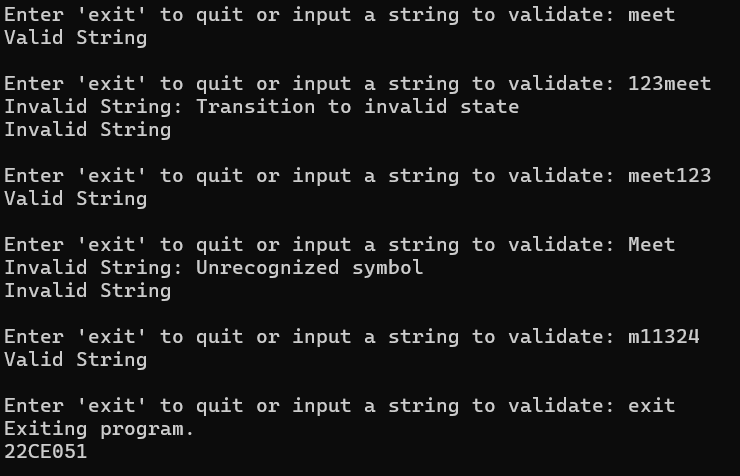 Enter 'exit' to quit or input a string to validate: meet
Valid String
Enter 'exit' to quit or input a string to validate: 123meet
Invalid String: Transition to invalid state
Invalid String
Enter 'exit' to quit or input a string to validate: meet123
Valid String
Enter 'exit' to quit or input a string to validate: Meet
Invalid String: Unrecognized symbol
Invalid String
Enter 'exit' to quit or input a string to validate: m11324
Valid String
Enter 'exit' to quit or input a string to validate: exit
Exiting program.
22CE051